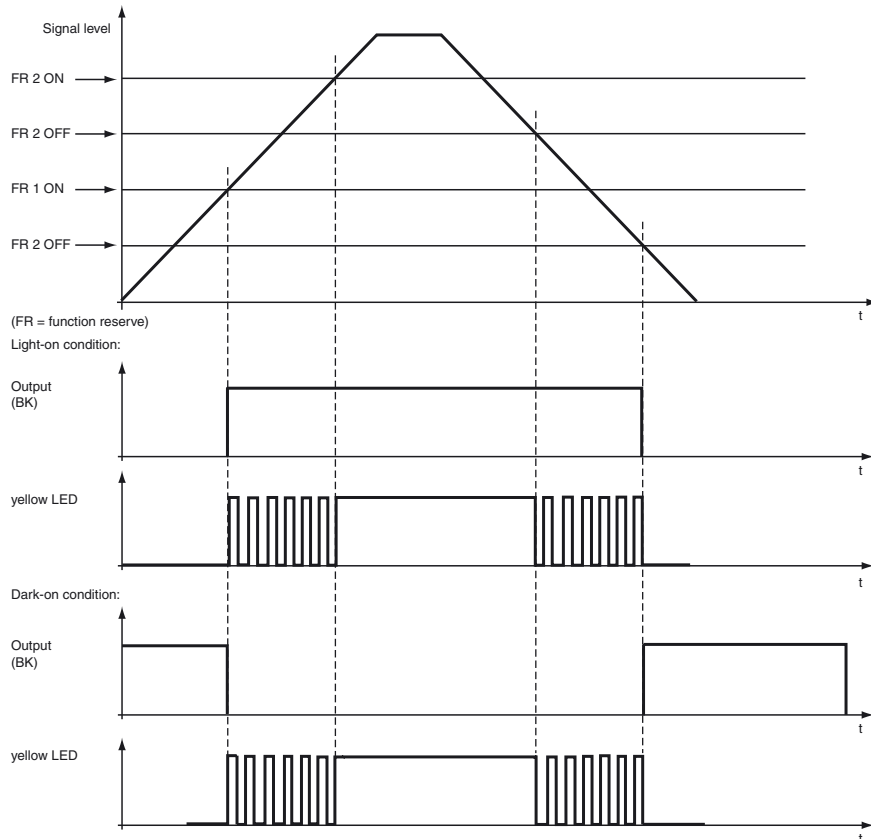 Signal level
FR 2 ON
FR 2 OFF
FR 1 ON
FR 2 OFF
t
(FR = function reserve)
Light-on condition:
Output
(BK)
t
yellow LED
t
Dark-on condition:
Output
(BK)
t
yellow LED
t